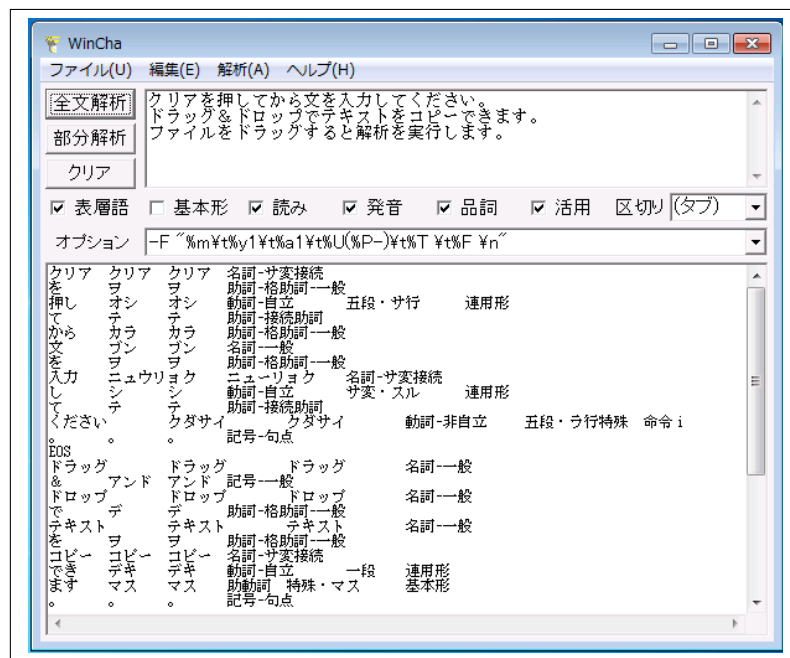 WinCha
ファイル(U) 編集(E) 解析(A) ヘルプ(H)
全文解析
部分解析
クリア
クリアを押してから文を入力してください。
ドラッグ&ドロップでテキストをコピーできます。
ファイルをドラッグすると解析を実行します。
表層語 基本形 読み 発音 品詞 活用 区切り (タブ)
オプション -F "%m¥t%y1¥t%a1¥t%U(%P-)¥t%T ¥t%F ¥n"
クリア クリア クリア 名詞-サ変接続
を ヲ ヲ 助詞-格助詞-一般
押し オシ オシ 動詞-自立 五段・サ行 連用形
て テ テ 助詞-接続助詞
から カラ カラ 助詞-格助詞-一般
文 ブン ブン 名詞-一般
を ヲ ヲ 助詞-格助詞-一般
入力 ニュウリョク ニューリョク 名詞-サ変接続
し シ シ 動詞-自立 サ変・スル 連用形
て テ テ 助詞-接続助詞
ください クダサイ クダサイ 動詞-非自立 五段・ラ行特殊 命令i
。 。 。 記号-句点
EOS
ドラッグ ドラッグ ドラッグ 名詞-一般
& アンド アンド 記号-一般
ドロップ ドロップ ドロップ 名詞-一般
で デ デ 助詞-格助詞-一般
テキスト テキスト テキスト 名詞-一般
を ヲ ヲ 助詞-格助詞-一般
コピー コピー コピー 名詞-サ変接続
でき デキ デキ 動詞-自立 一段 連用形
ます マス マス 助動詞 特殊・マス 基本形
。 。 。 記号-句点